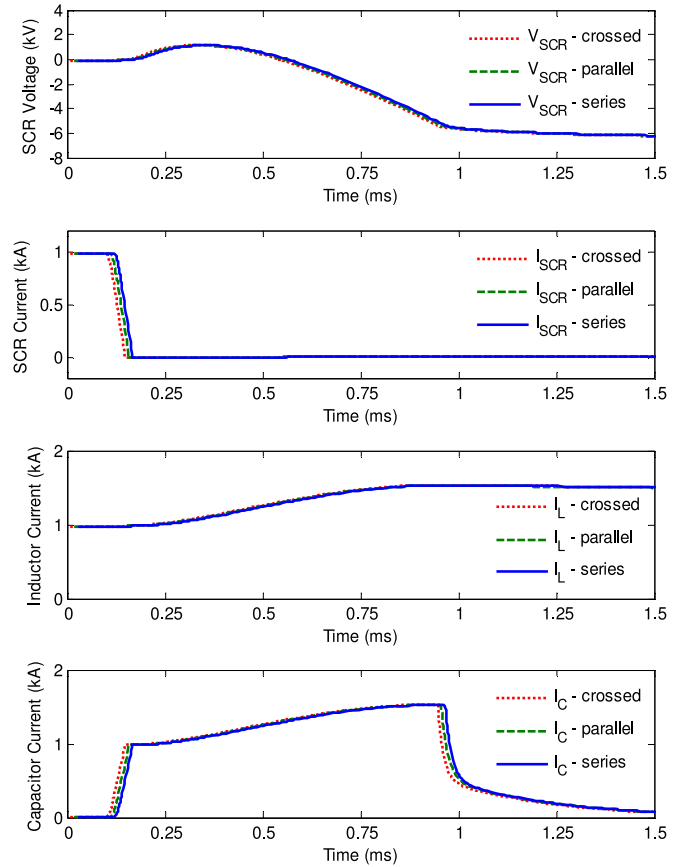 SCR Voltage (kV)
4
2
0
-2
-4
-6
-8
V_SCR - crossed
V_SCR - parallel
V_SCR - series
0 0.25 0.5 0.75 1 1.25 1.5
Time (ms)
SCR Current (kA)
1
0.5
0
I_SCR - crossed
I_SCR - parallel
I_SCR - series
0 0.25 0.5 0.75 1 1.25 1.5
Time (ms)
Inductor Current (kA)
2
1
0
I_L - crossed
I_L - parallel
I_L - series
0 0.25 0.5 0.75 1 1.25 1.5
Time (ms)
Capacitor Current (kA)
2
1
0
I_C - crossed
I_C - parallel
I_C - series
0 0.25 0.5 0.75 1 1.25 1.5
Time (ms)